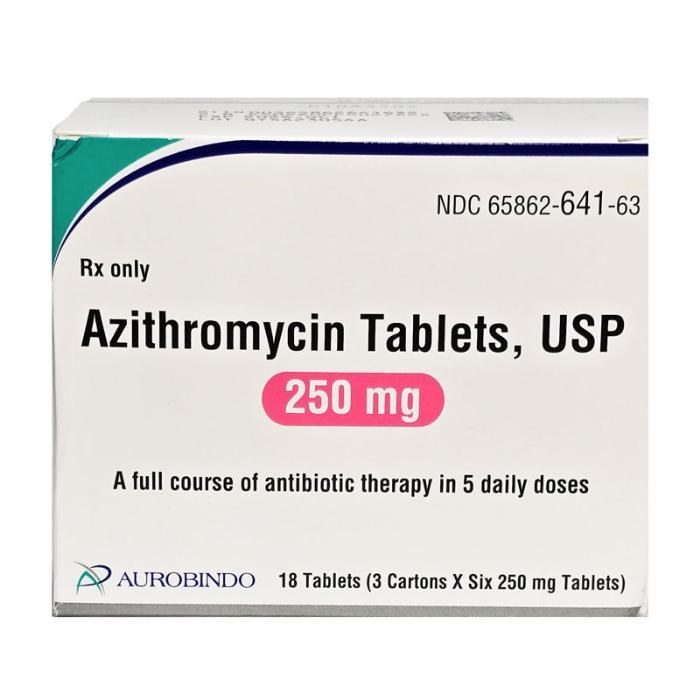 NDC 65862-641-63
Rx only
Azithromycin Tablets, USP
250 mg
A full course of antibiotic therapy in 5 daily doses
AUROBINDO
18 Tablets (3 Cartons X Six 250 mg Tablets)